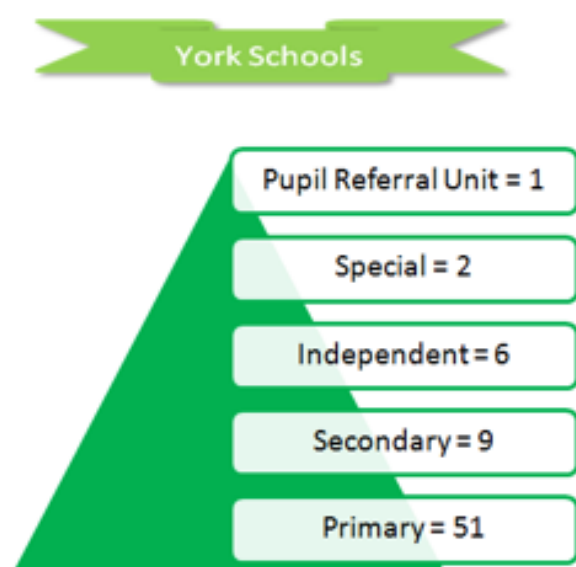 York Schools
Pupil Referral Unit = 1
Special = 2
Independent = 6
Secondary = 9
Primary = 51